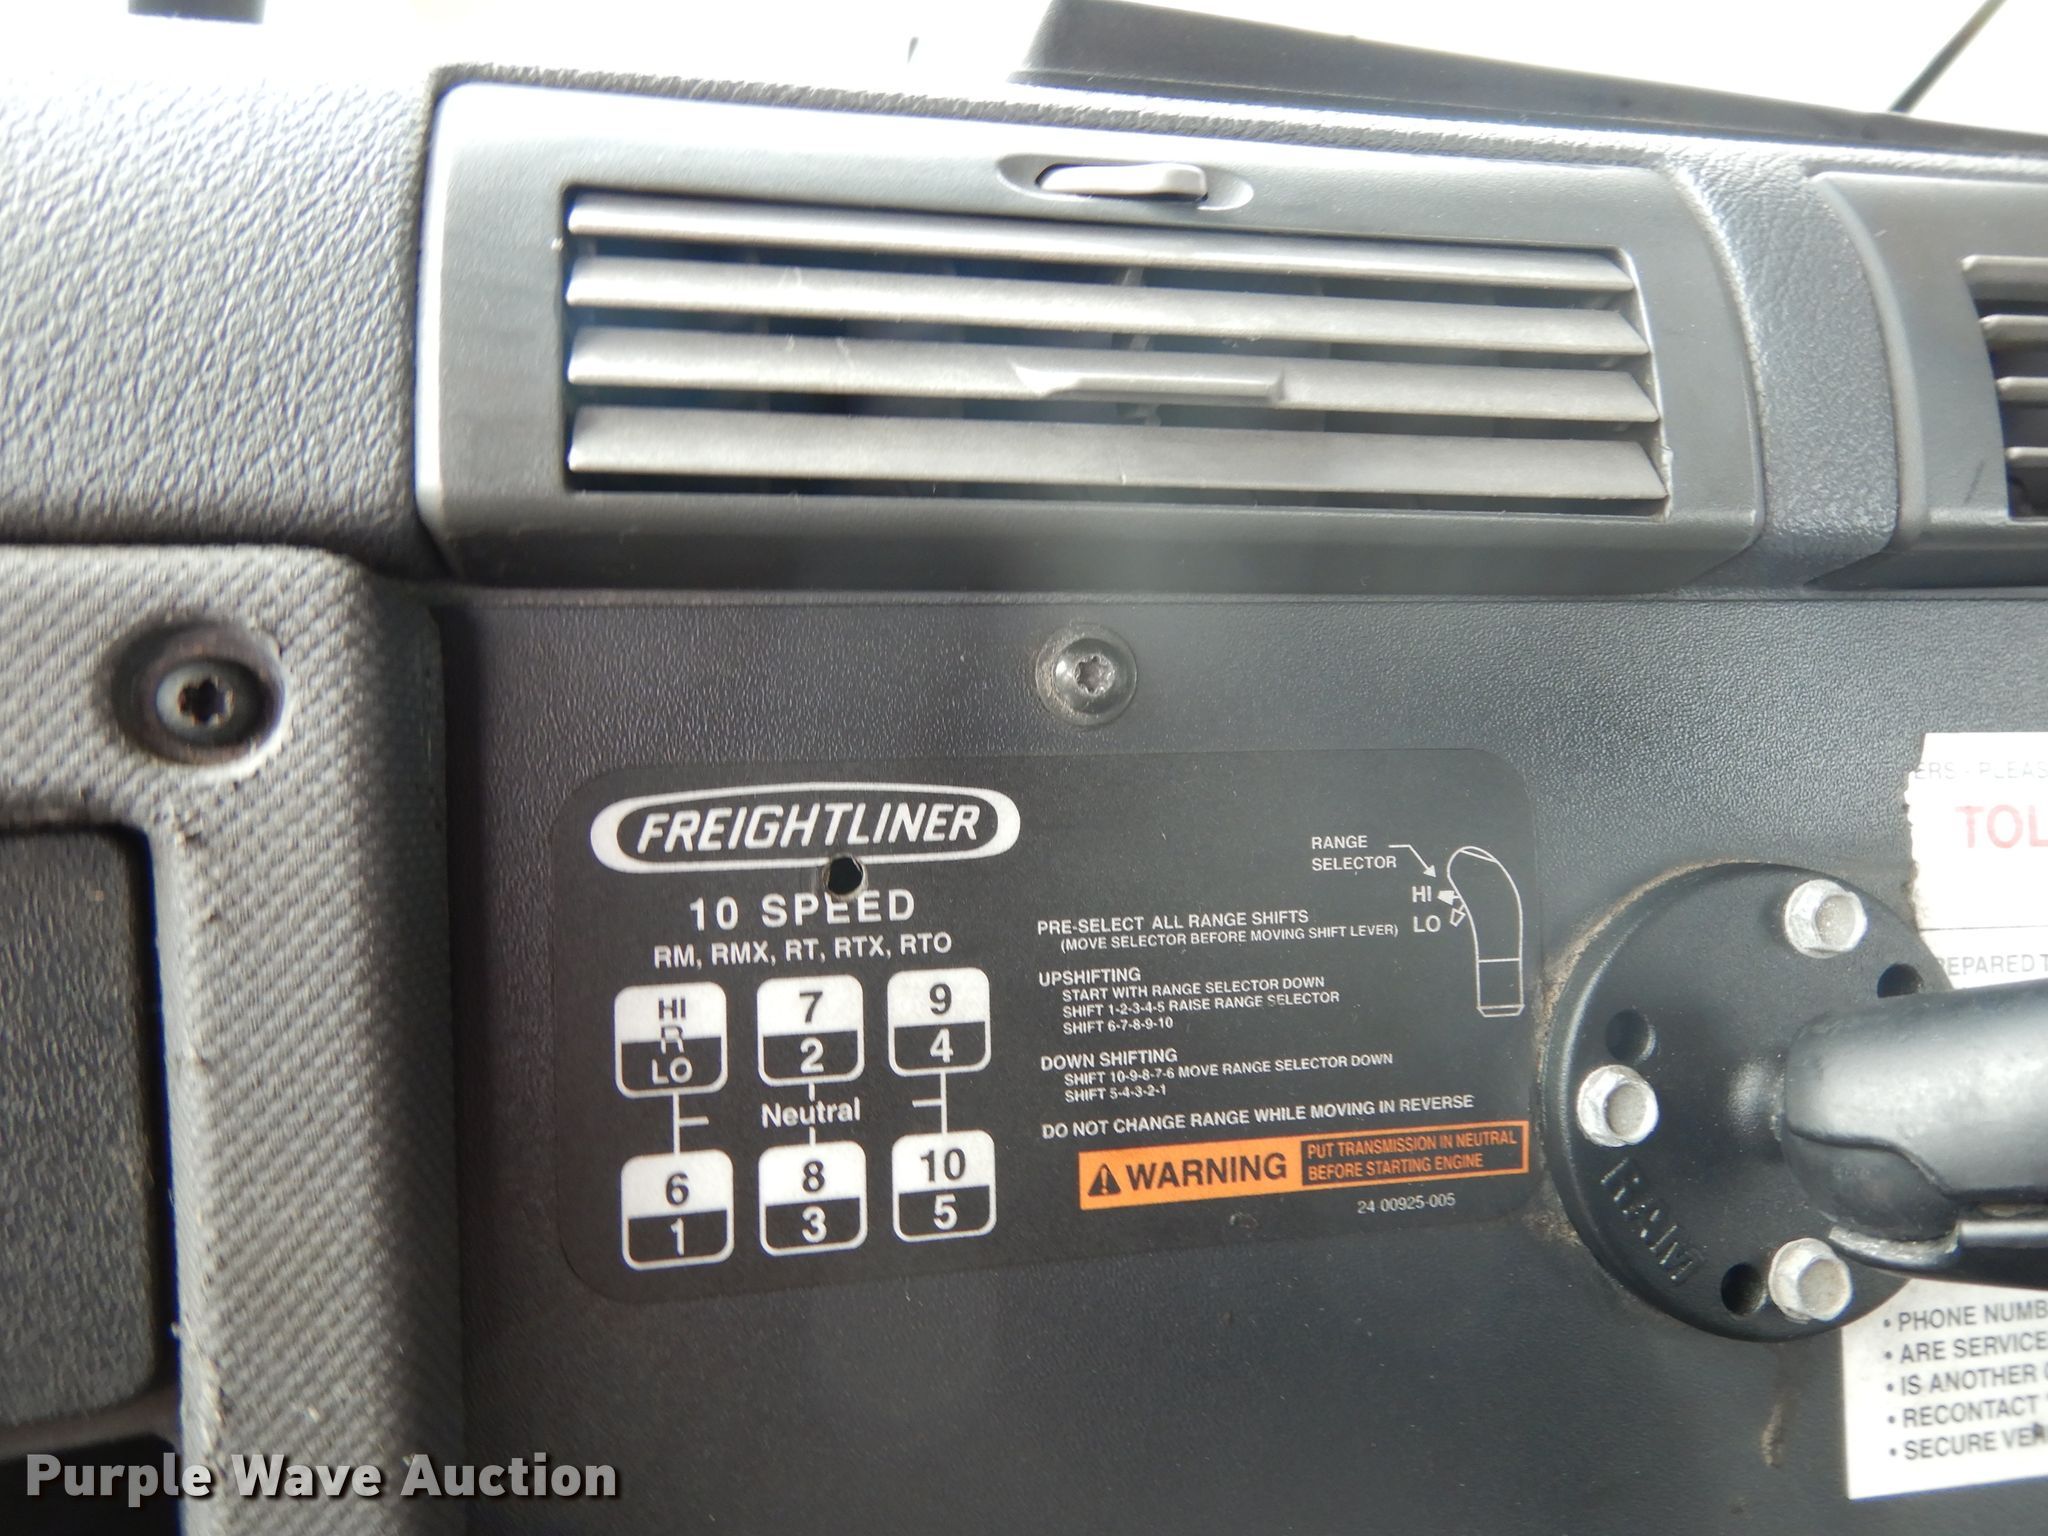 FREIGHTLINER
10 SPEED
RM, RMX, RT, RTX, RTO
HI 7 9
R
LO 2 4
Neutral
6 8 10
1 3 5
RANGE
SELECTOR
HI
LO
PRE-SELECT ALL RANGE SHIFTS
(MOVE SELECTOR BEFORE MOVING SHIFT LEVER)
UPSHIFTING
START WITH RANGE SELECTOR DOWN
SHIFT 1-2-3-4-5 RAISE RANGE SELECTOR
SHIFT 6-7-8-9-10
DOWN SHIFTING
SHIFT 10-9-8-7-6 MOVE RANGE SELECTOR DOWN
SHIFT 5-4-3-2-1
DO NOT CHANGE RANGE WHILE MOVING IN REVERSE
WARNING
PUT TRANSMISSION IN NEUTRAL
BEFORE STARTING ENGINE
24-00925-005
RAM
ERS - PLEAS
TOL
EPARED T
• PHONE NUMB
• ARE SERVICE
• IS ANOTHER
• RECONTACT
• SECURE VER
Purple Wave Auction